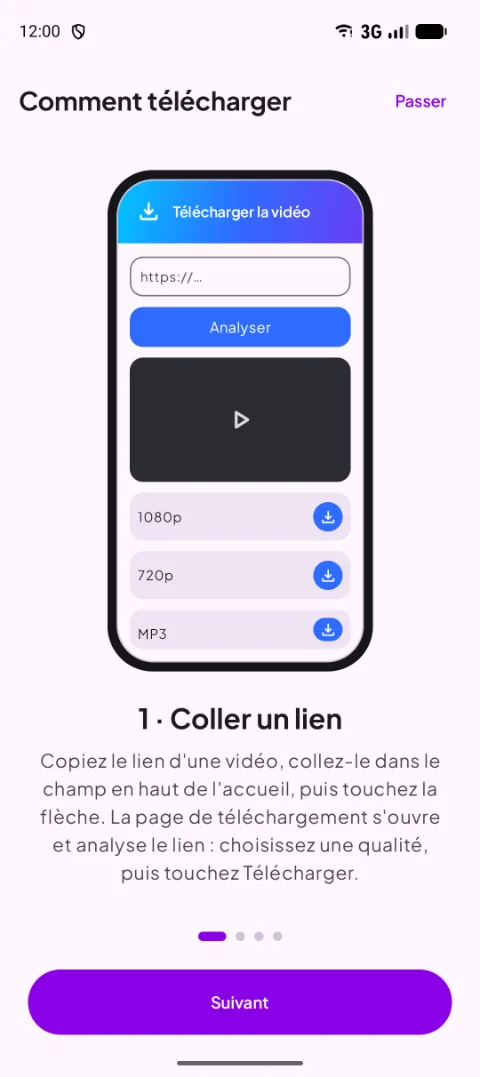 12:00
3G
Comment télécharger
Passer
Télécharger la vidéo
https://…
Analyser
1080p
720p
MP3
1 · Coller un lien
Copiez le lien d'une vidéo, collez-le dans le
champ en haut de l'accueil, puis touchez la
flèche. La page de téléchargement s'ouvre
et analyse le lien : choisissez une qualité,
puis touchez Télécharger.
Suivant